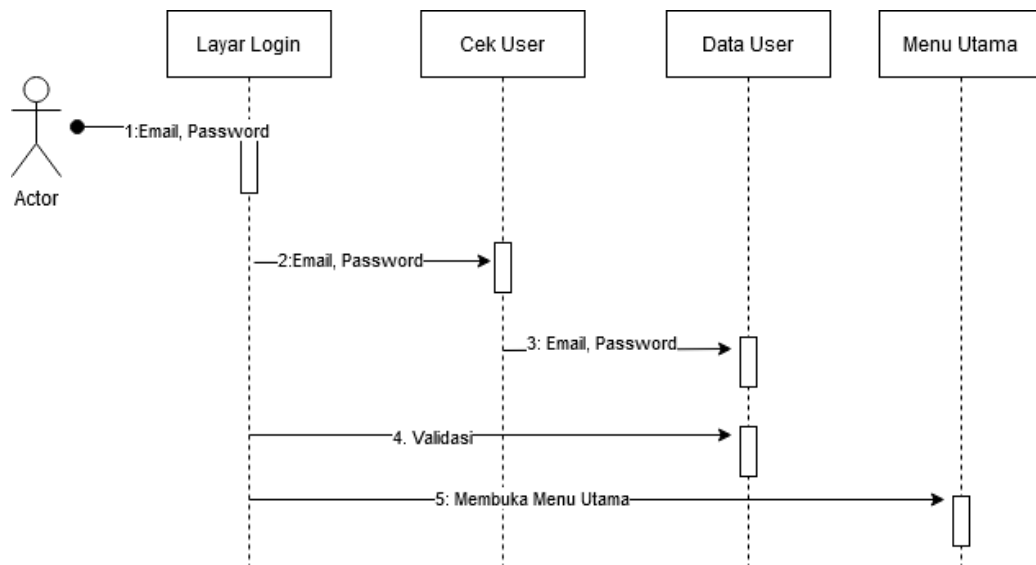 Layar Login
Cek User
Data User
Menu Utama
1:Email, Password
Actor
2:Email, Password
3: Email, Password
4. Validasi
5: Membuka Menu Utama